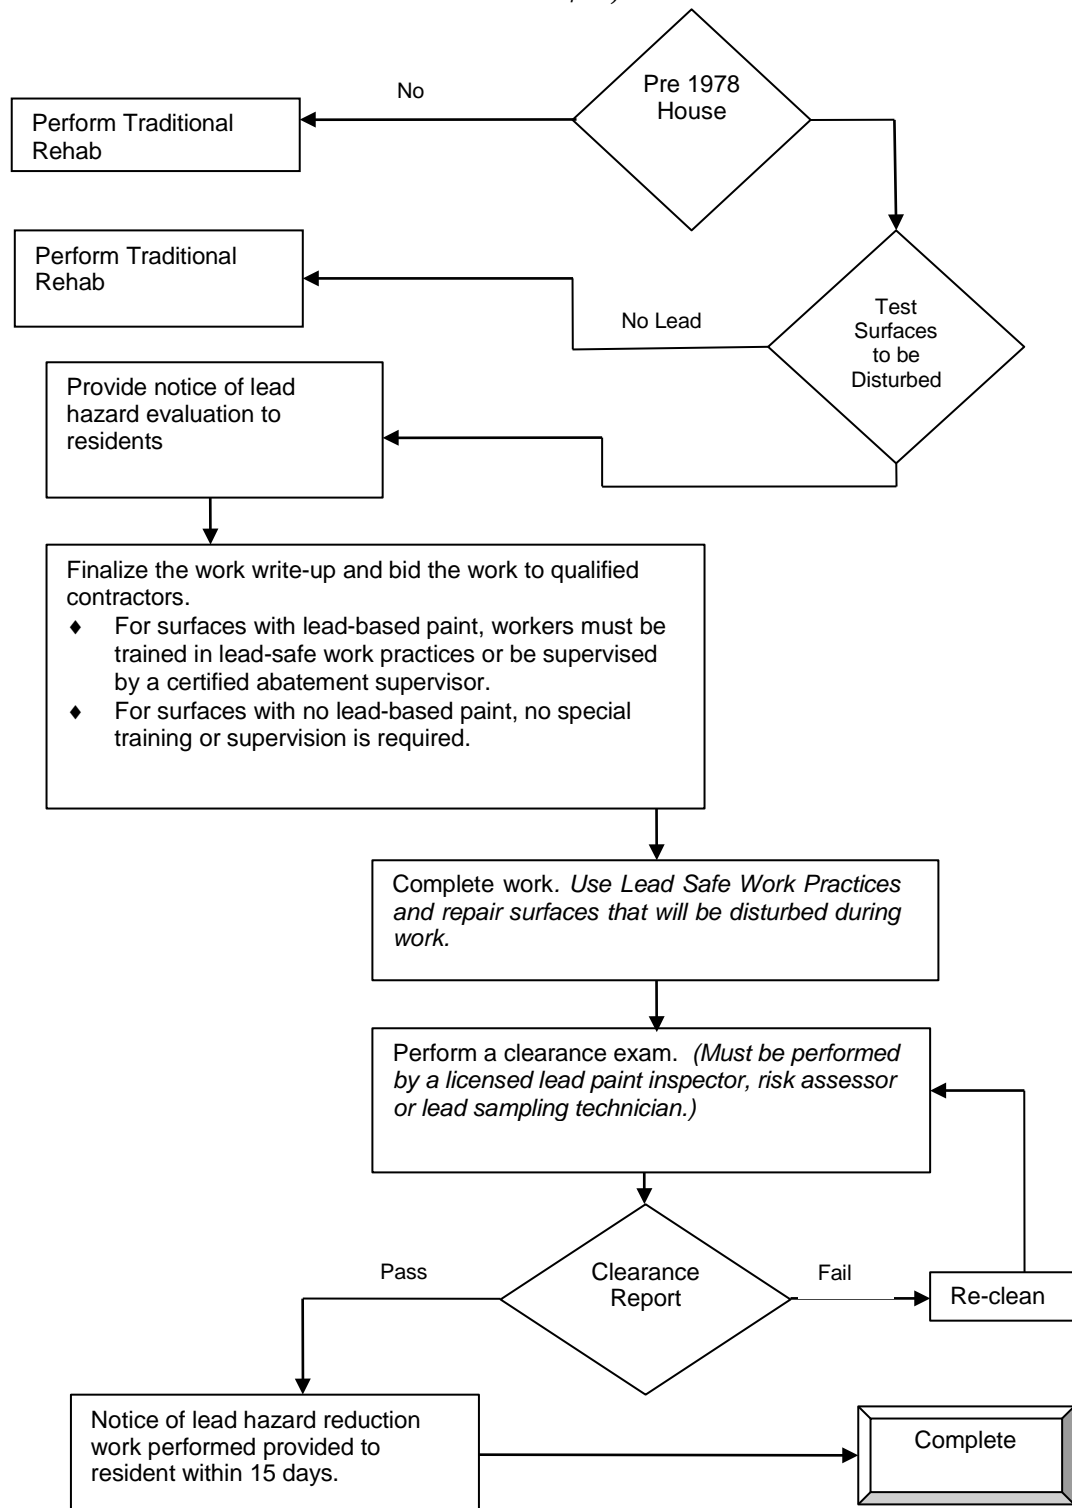 Pre 1978
House
No
Perform Traditional
Rehab
Perform Traditional
Rehab
Test
Surfaces
to be
Disturbed
No Lead
Provide notice of lead
hazard evaluation to
residents
Finalize the work write-up and bid the work to qualified
contractors.
♦ For surfaces with lead-based paint, workers must be
trained in lead-safe work practices or be supervised
by a certified abatement supervisor.
♦ For surfaces with no lead-based paint, no special
training or supervision is required.
Complete work. Use Lead Safe Work Practices
and repair surfaces that will be disturbed during
work.
Perform a clearance exam. (Must be performed
by a licensed lead paint inspector, risk assessor
or lead sampling technician.)
Pass
Clearance
Report
Fail
Re-clean
Notice of lead hazard reduction
work performed provided to
resident within 15 days.
Complete